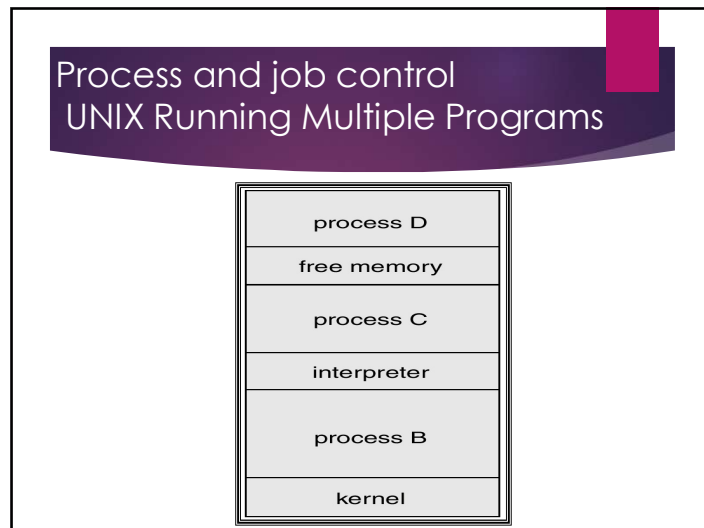 Process and job control
UNIX Running Multiple Programs
process D
free memory
process C
interpreter
process B
kernel